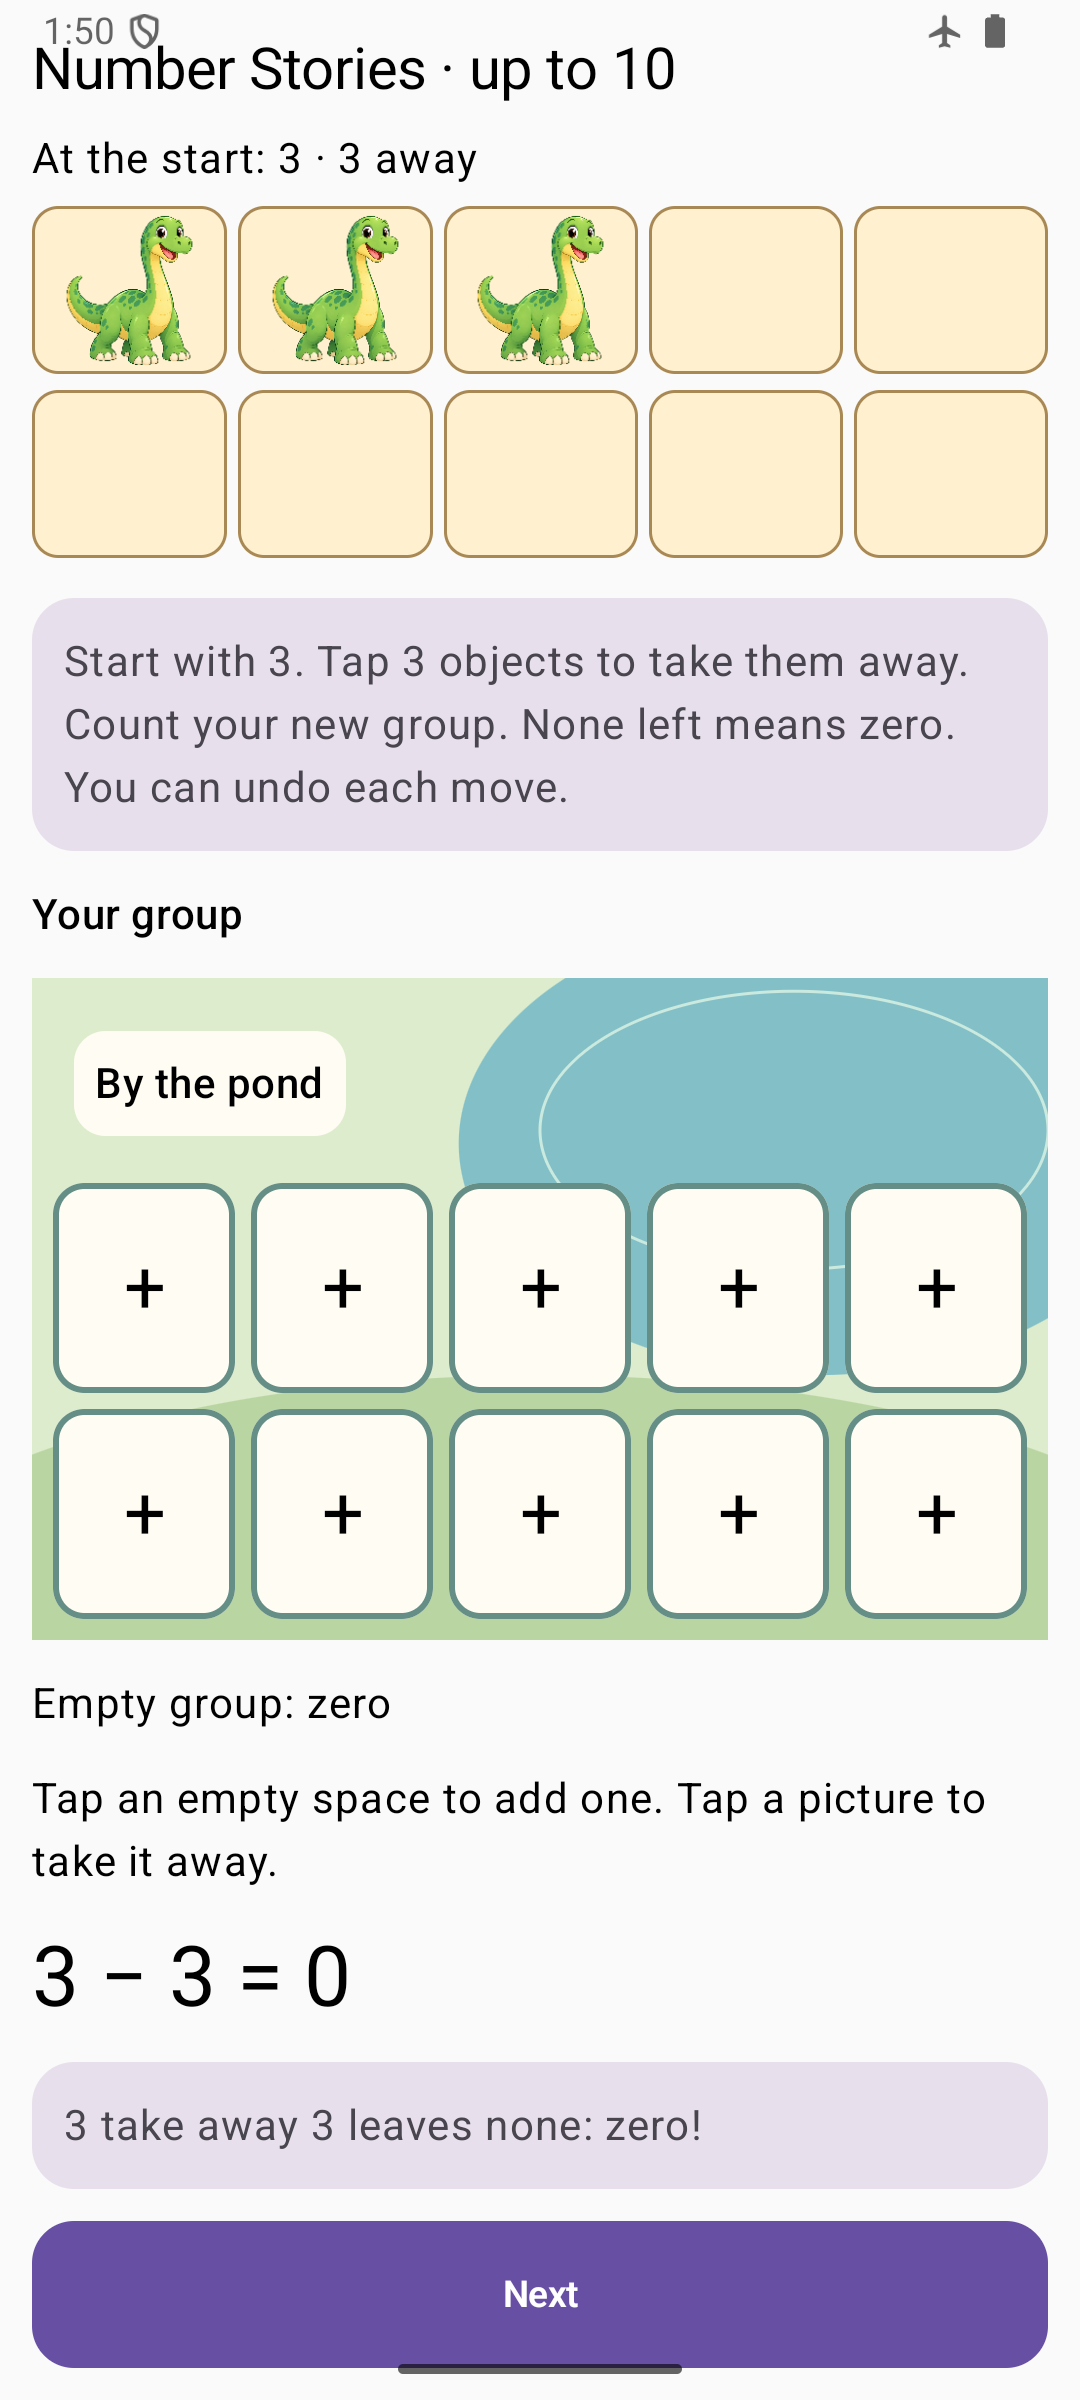 1:50
Number Stories · up to 10
At the start: 3 · 3 away
Start with 3. Tap 3 objects to take them away.
Count your new group. None left means zero.
You can undo each move.
Your group
By the pond
+ + + + +
+ + + + +
Empty group: zero
Tap an empty space to add one. Tap a picture to
take it away.
3 − 3 = 0
3 take away 3 leaves none: zero!
Next